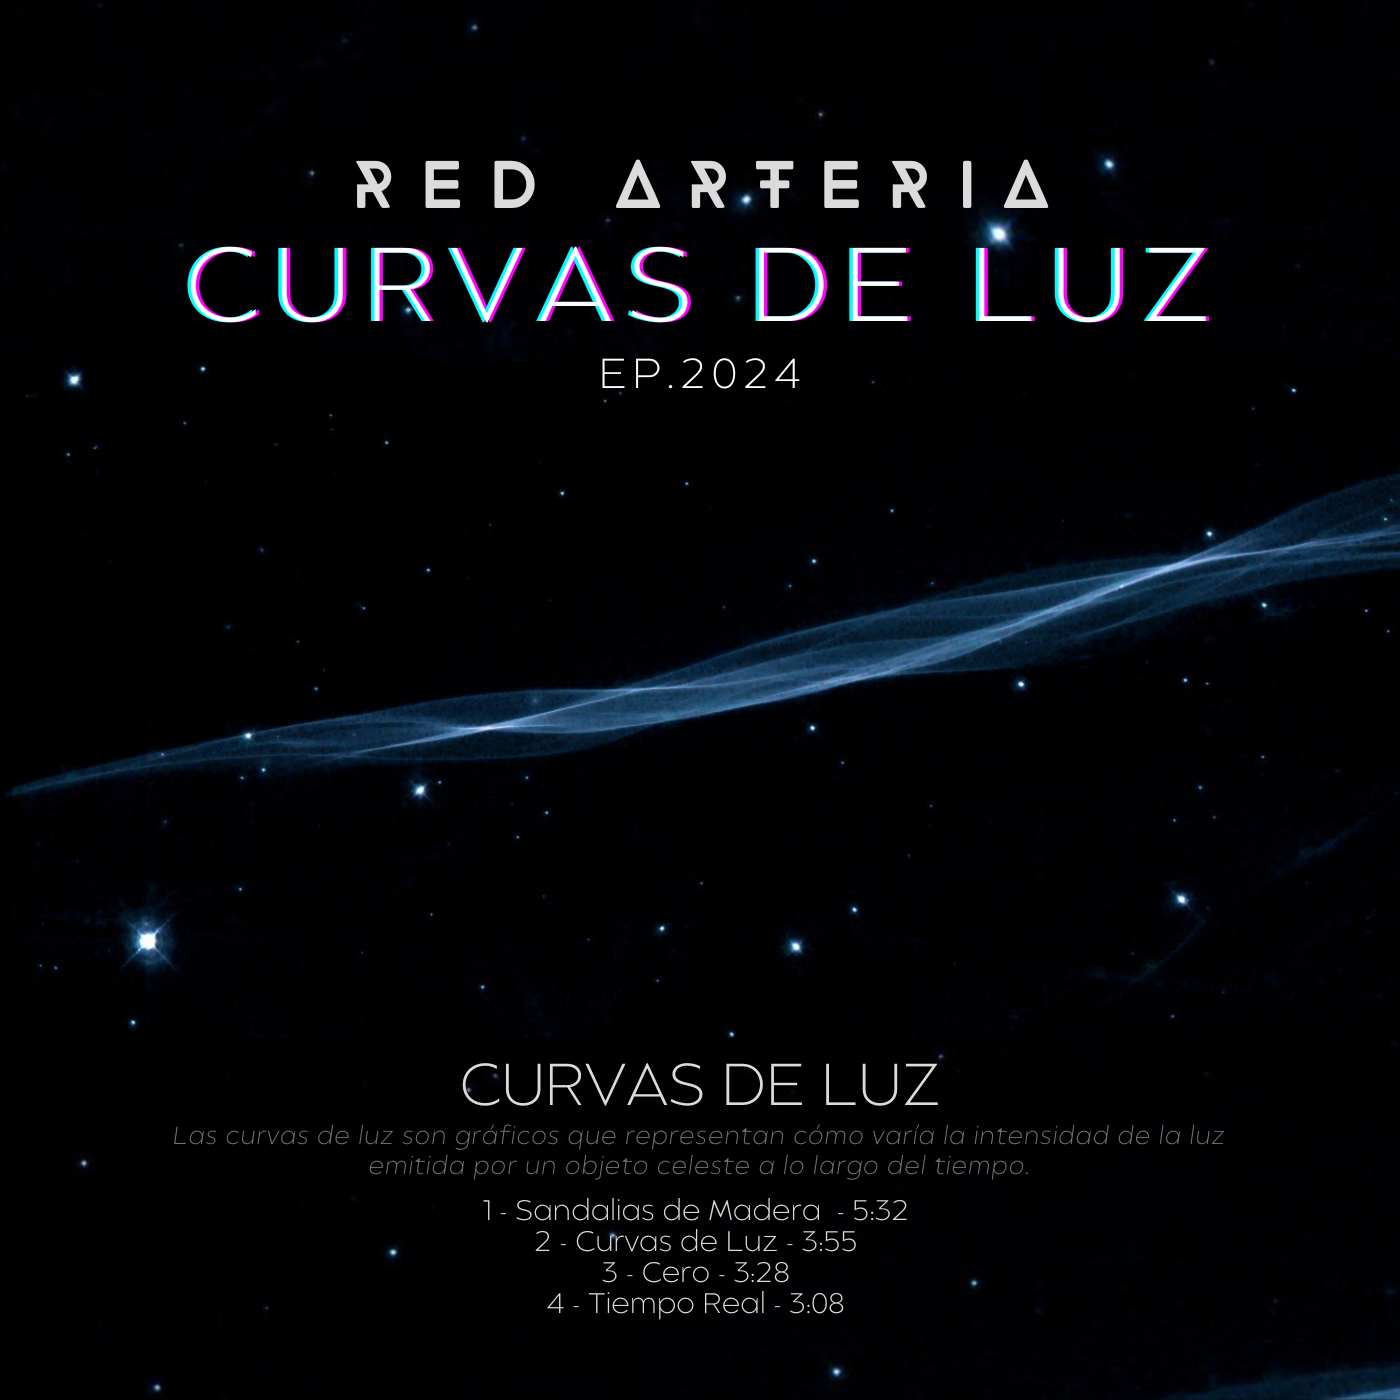 RED ARTERIA
CURVAS DE LUZ
EP.2024
CURVAS DE LUZ
Las curvas de luz son gráficos que representan cómo varía la intensidad de la luz
emitida por un objeto celeste a lo largo del tiempo.
1 - Sandalias de Madera  - 5:32
2 - Curvas de Luz - 3:55
3 - Cero - 3:28
4 - Tiempo Real - 3:08